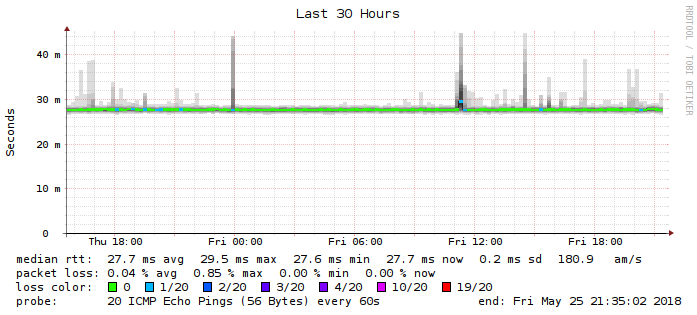 Last 30 Hours
RRDTOOL / TOBI OETIKER
Seconds
40 m
30 m
20 m
10 m
0
Thu 18:00 Fri 00:00 Fri 06:00 Fri 12:00 Fri 18:00
median rtt: 27.7 ms avg 29.5 ms max 27.6 ms min 27.7 ms now 0.2 ms sd 180.9 am/s
packet loss: 0.04 % avg 0.85 % max 0.00 % min 0.00 % now
loss color: 0 1/20 2/20 3/20 4/20 10/20 19/20
probe: 20 ICMP Echo Pings (56 Bytes) every 60s end: Fri May 25 21:35:02 2018